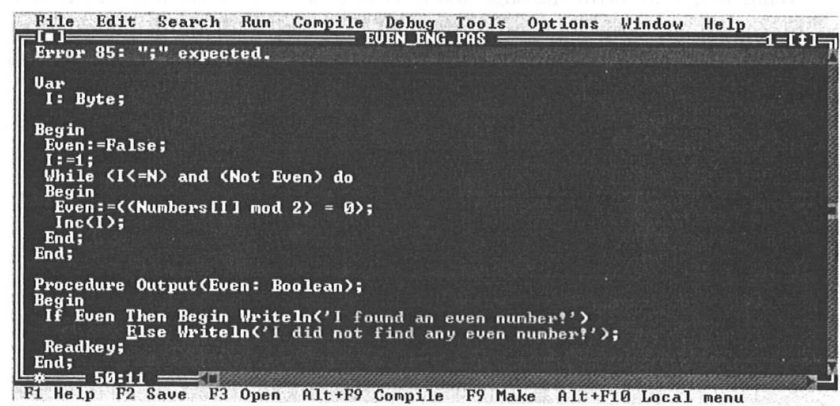 File Edit Search Run Compile Debug Tools Options Window Help
[■] EVEN_ENG.PAS 1=[↕]
Error 85: ";" expected.
Var
I: Byte;
Begin
Even:=False;
I:=1;
While (I<=N) and (Not Even) do
Begin
Even:=((Numbers[I] mod 2) = 0);
Inc(I);
End;
End;
Procedure Output(Even: Boolean);
Begin
If Even Then Begin Writeln('I found an even number!')
Else Writeln('I did not find any even number!');
Readkey;
End;
50:11
F1 Help F2 Save F3 Open Alt+F9 Compile F9 Make Alt+F10 Local menu